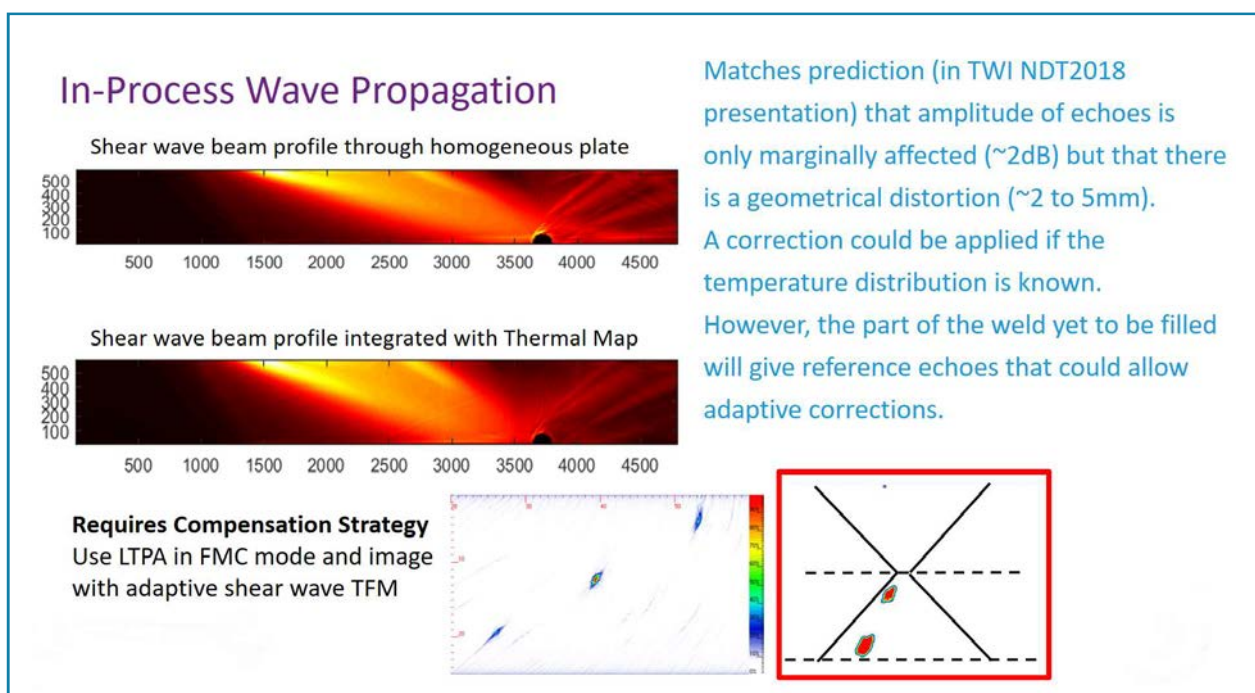 In-Process Wave Propagation
Shear wave beam profile through homogeneous plate
500
400
300
200
100
500 1000 1500 2000 2500 3000 3500 4000 4500
Shear wave beam profile integrated with Thermal Map
500
400
300
200
100
500 1000 1500 2000 2500 3000 3500 4000 4500
Requires Compensation Strategy
Use LTPA in FMC mode and image
with adaptive shear wave TFM
Matches prediction (in TWI NDT2018
presentation) that amplitude of echoes is
only marginally affected (~2dB) but that there
is a geometrical distortion (~2 to 5mm).
A correction could be applied if the
temperature distribution is known.
However, the part of the weld yet to be filled
will give reference echoes that could allow
adaptive corrections.
40